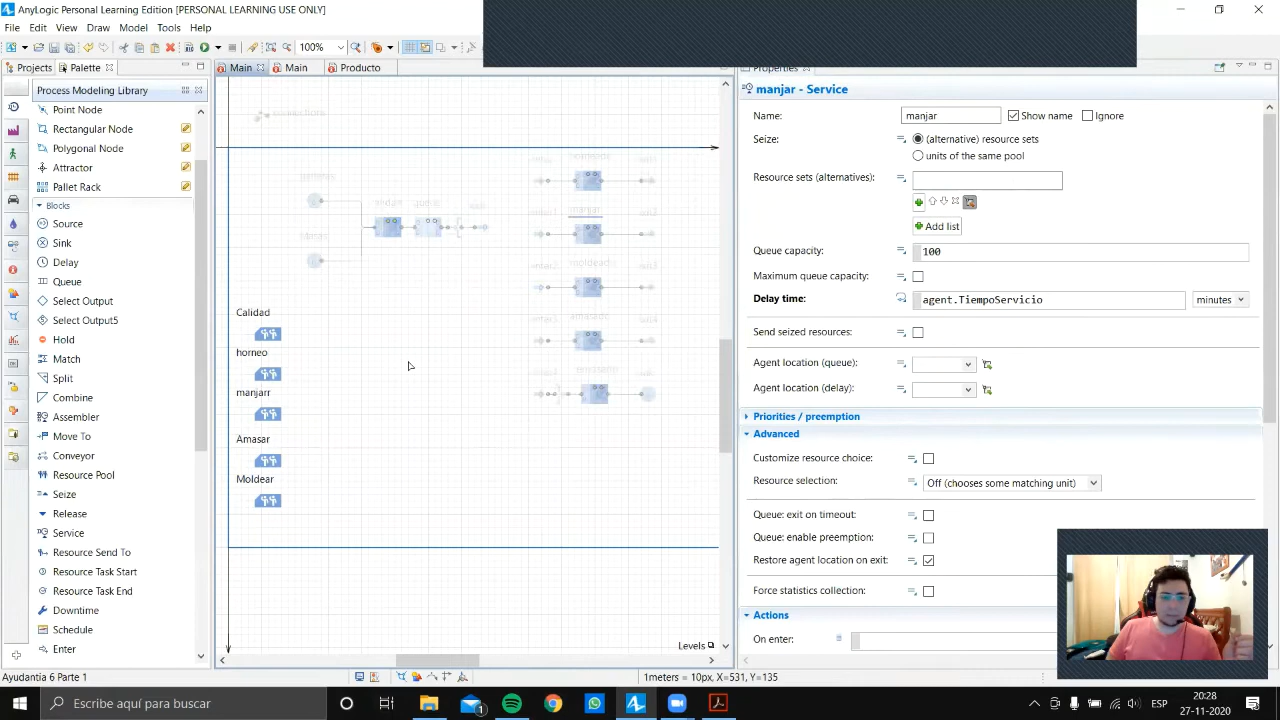 AnyLogic Personal Learning Edition [PERSONAL LEARNING USE ONLY]
File Edit View Draw Model Tools Help
100%
Projects Palette
Main Main Producto
Properties
Process Modeling Library
Point Node
Rectangular Node
Polygonal Node
Attractor
Pallet Rack
Blocks
Source
Sink
Delay
Queue
Select Output
Select Output5
Hold
Match
Split
Combine
Assembler
Move To
Conveyor
Resource Pool
Seize
Release
Service
Resource Send To
Resource Task Start
Resource Task End
Downtime
Schedule
Enter
connections
manjar
Calidad
horneo
manjarr
Amasar
Moldear
Levels
manjar - Service
Name: manjar Show name Ignore
Seize: (alternative) resource sets
units of the same pool
Resource sets (alternatives):
Add list
Queue capacity: 100
Maximum queue capacity:
Delay time: agent.TiempoServicio minutes
Send seized resources:
Agent location (queue):
Agent location (delay):
Priorities / preemption
Advanced
Customize resource choice:
Resource selection: Off (chooses some matching unit)
Queue: exit on timeout:
Queue: enable preemption:
Restore agent location on exit:
Force statistics collection:
Actions
On enter:
Ayudantia 6 Parte 1
1meters = 10px, X=531, Y=135
Escribe aquí para buscar
1
ESP
20:28
27-11-2020